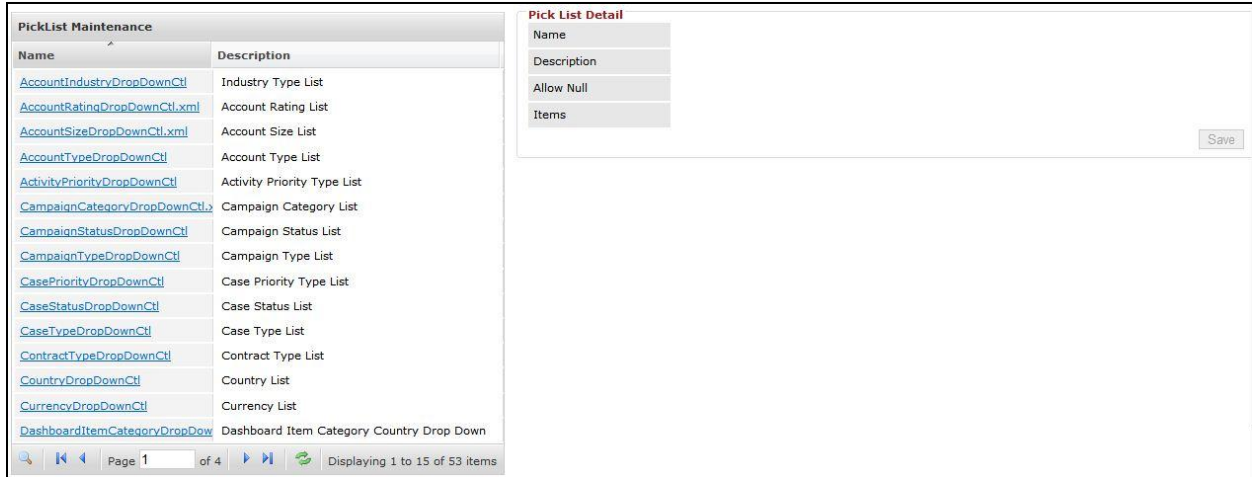 PickList Maintenance
Name Description
AccountIndustryDropDownCtl Industry Type List
AccountRatingDropDownCtl.xml Account Rating List
AccountSizeDropDownCtl.xml Account Size List
AccountTypeDropDownCtl Account Type List
ActivityPriorityDropDownCtl Activity Priority Type List
CampaignCategoryDropDownCtl.x Campaign Category List
CampaignStatusDropDownCtl Campaign Status List
CampaignTypeDropDownCtl Campaign Type List
CasePriorityDropDownCtl Case Priority Type List
CaseStatusDropDownCtl Case Status List
CaseTypeDropDownCtl Case Type List
ContractTypeDropDownCtl Contract Type List
CountryDropDownCtl Country List
CurrencyDropDownCtl Currency List
DashboardItemCategoryDropDow Dashboard Item Category Country Drop Down
Page 1 of 4 Displaying 1 to 15 of 53 items
Pick List Detail
Name
Description
Allow Null
Items
Save